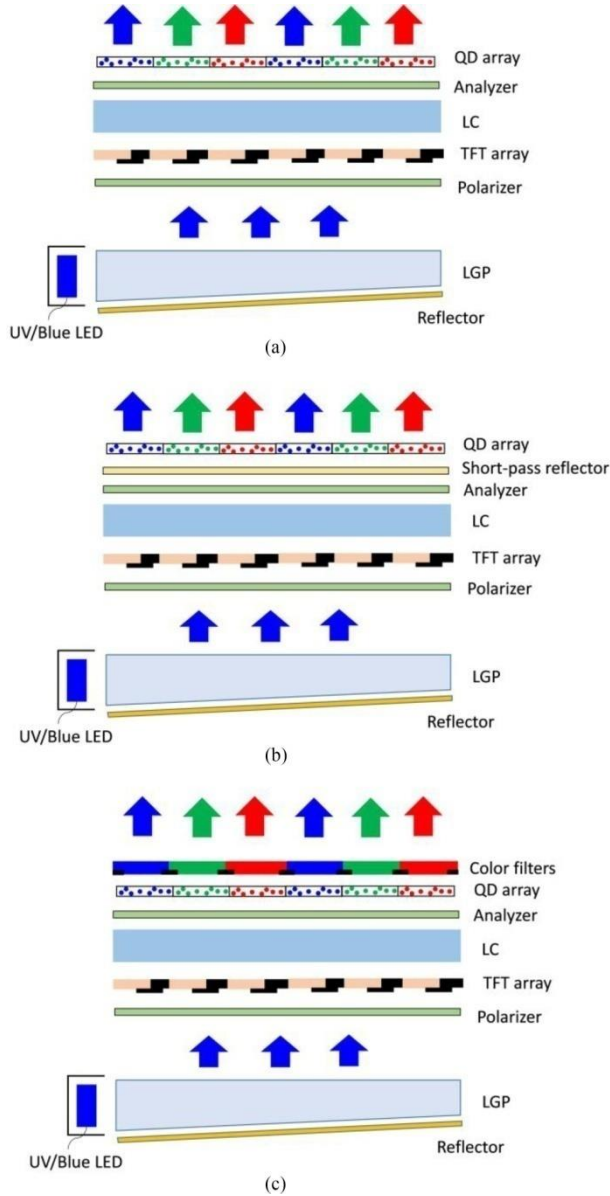 QD array
Analyzer
LC
TFT array
Polarizer
LGP
UV/Blue LED
Reflector
(a)
QD array
Short-pass reflector
Analyzer
LC
TFT array
Polarizer
LGP
UV/Blue LED
Reflector
(b)
Color filters
QD array
Analyzer
LC
TFT array
Polarizer
LGP
UV/Blue LED
Reflector
(c)